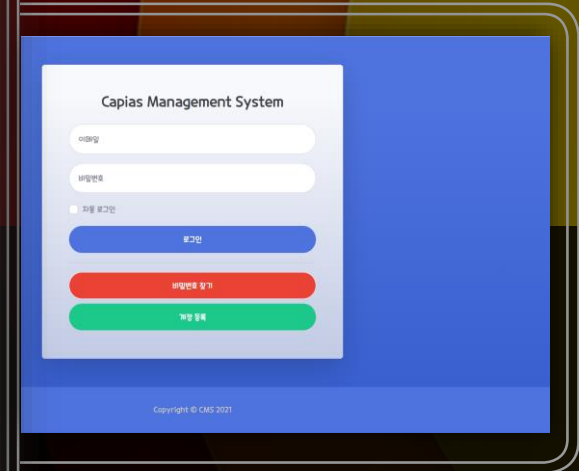 Capias Management System
이메일
비밀번호
자동 로그인
로그인
비밀번호 찾기
계정 등록
Copyright © CMS 2021